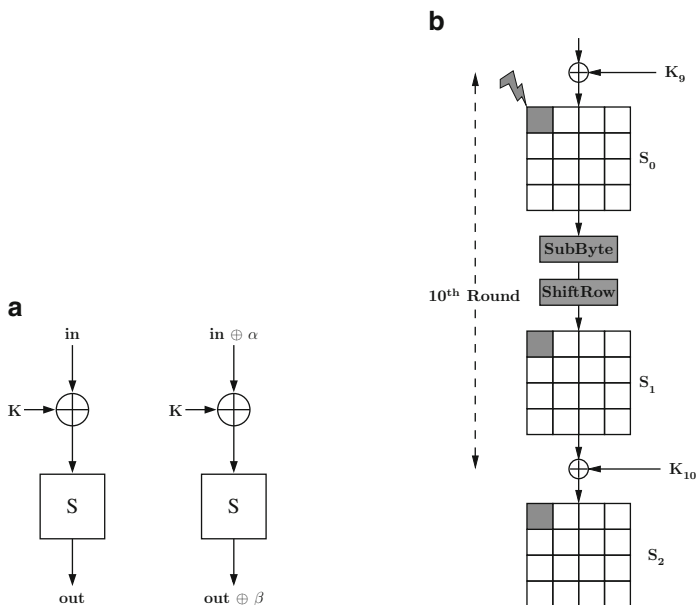 a
in
K
S
out
in ⊕ α
K
S
out ⊕ β
b
K₉
S₀
SubByte
ShiftRow
10ᵗʰ Round
S₁
K₁₀
S₂